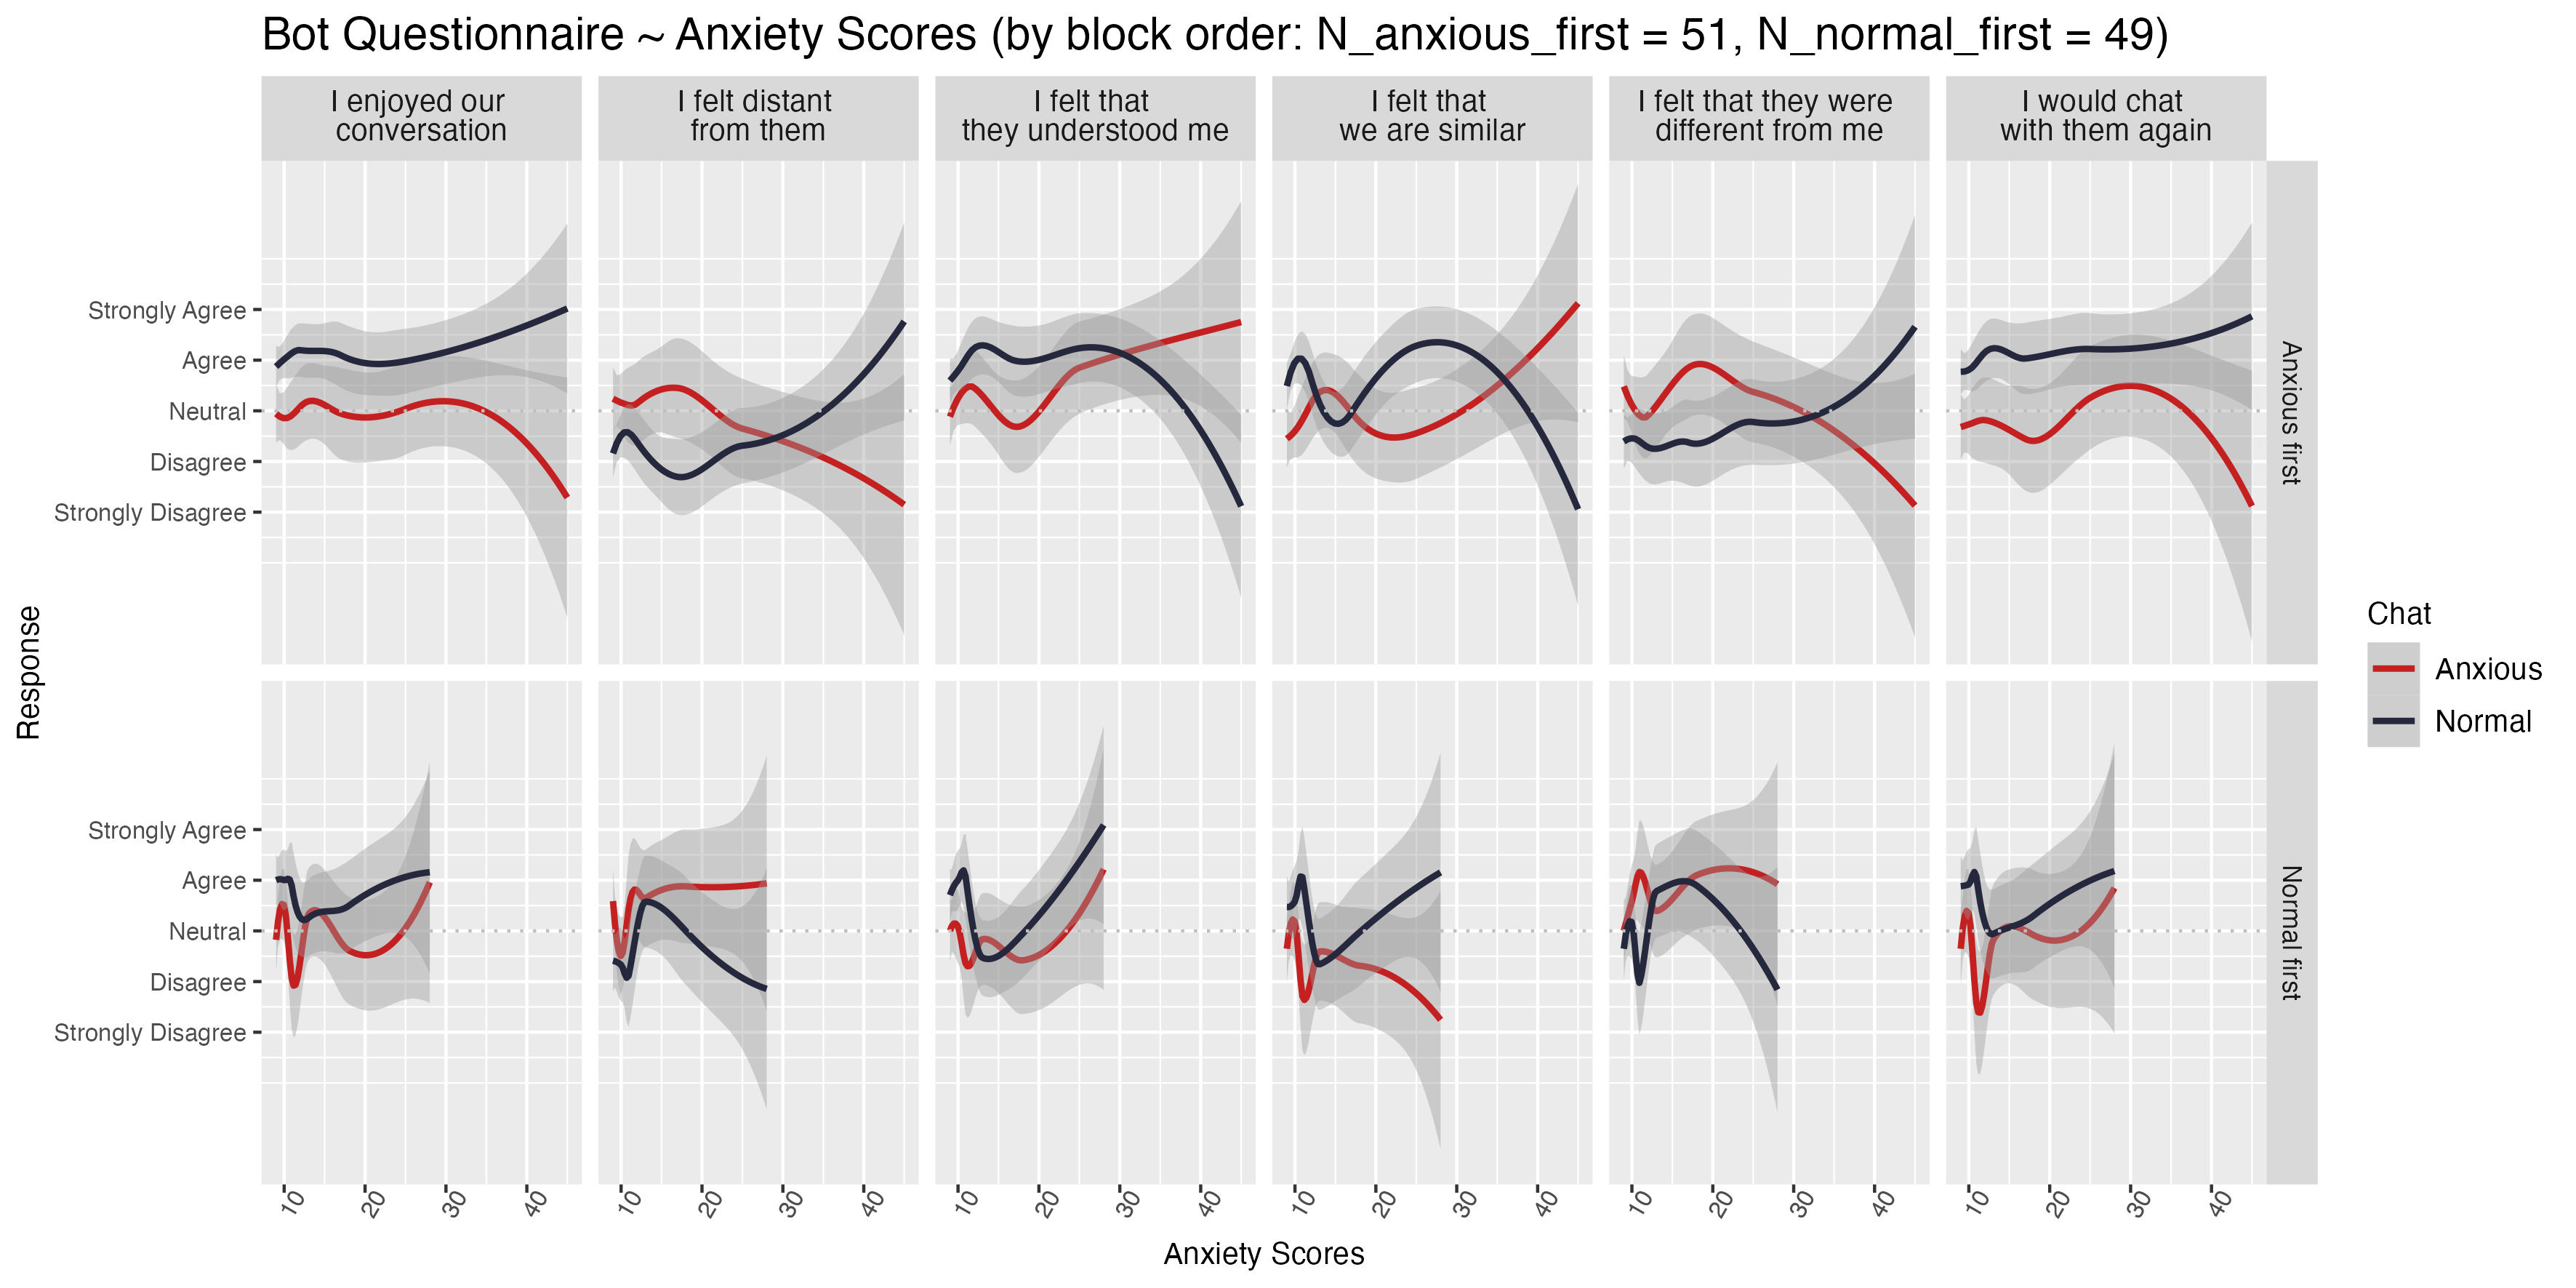 Bot Questionnaire ~ Anxiety Scores (by block order: N_anxious_first = 51, N_normal_first = 49)
I enjoyed our
conversation
I felt distant
from them
I felt that
they understood me
I felt that
we are similar
I felt that they were
different from me
I would chat
with them again
Strongly Agree
Agree
Neutral
Disagree
Strongly Disagree
Anxious first
Strongly Agree
Agree
Neutral
Disagree
Strongly Disagree
Normal first
Response
10 20 30 40 10 20 30 40 10 20 30 40 10 20 30 40 10 20 30 40 10 20 30 40
Anxiety Scores
Chat
Anxious
Normal